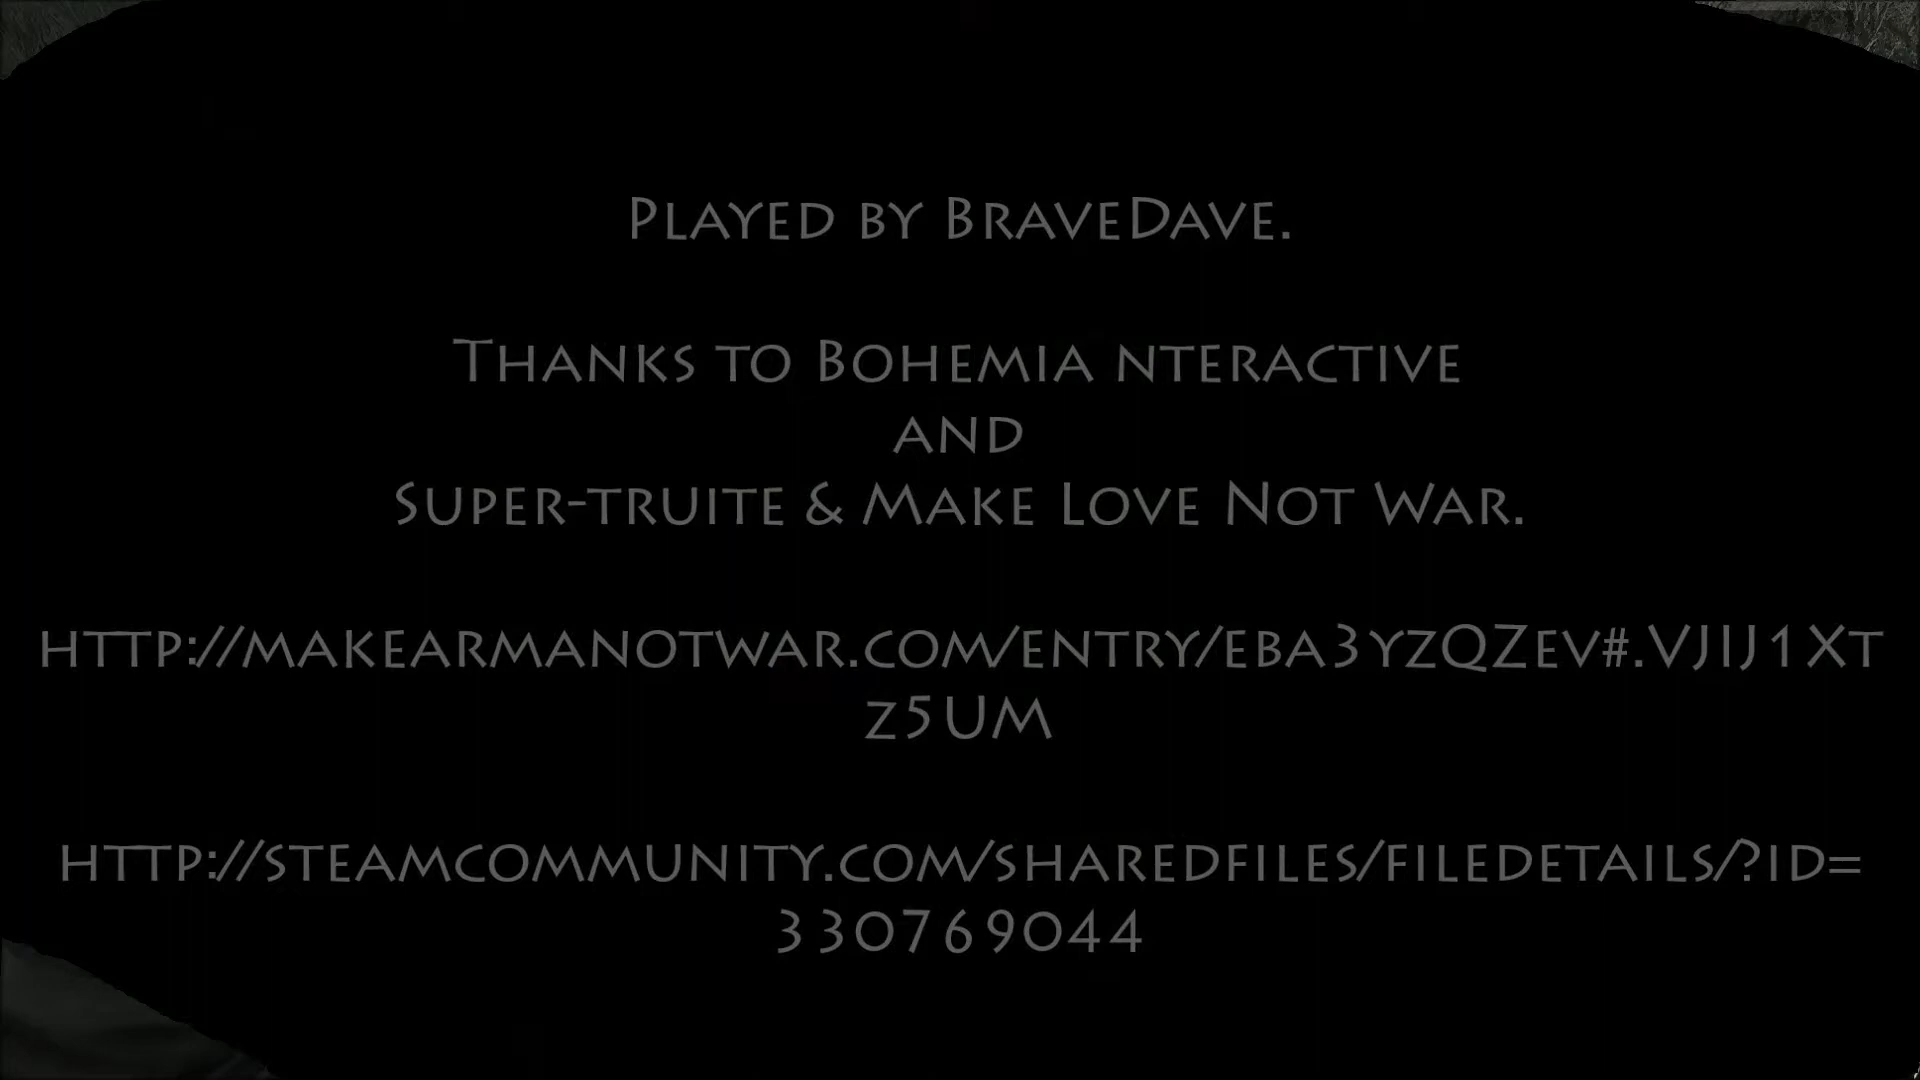 Played by BraveDave.
Thanks to Bohemia nteractive
and
Super-truite & Make Love Not War.
http://makearmanotwar.com/entry/eba3yzQZev#.VJIJ1Xt
z5UM
http://steamcommunity.com/sharedfiles/filedetails/?id=
330769044